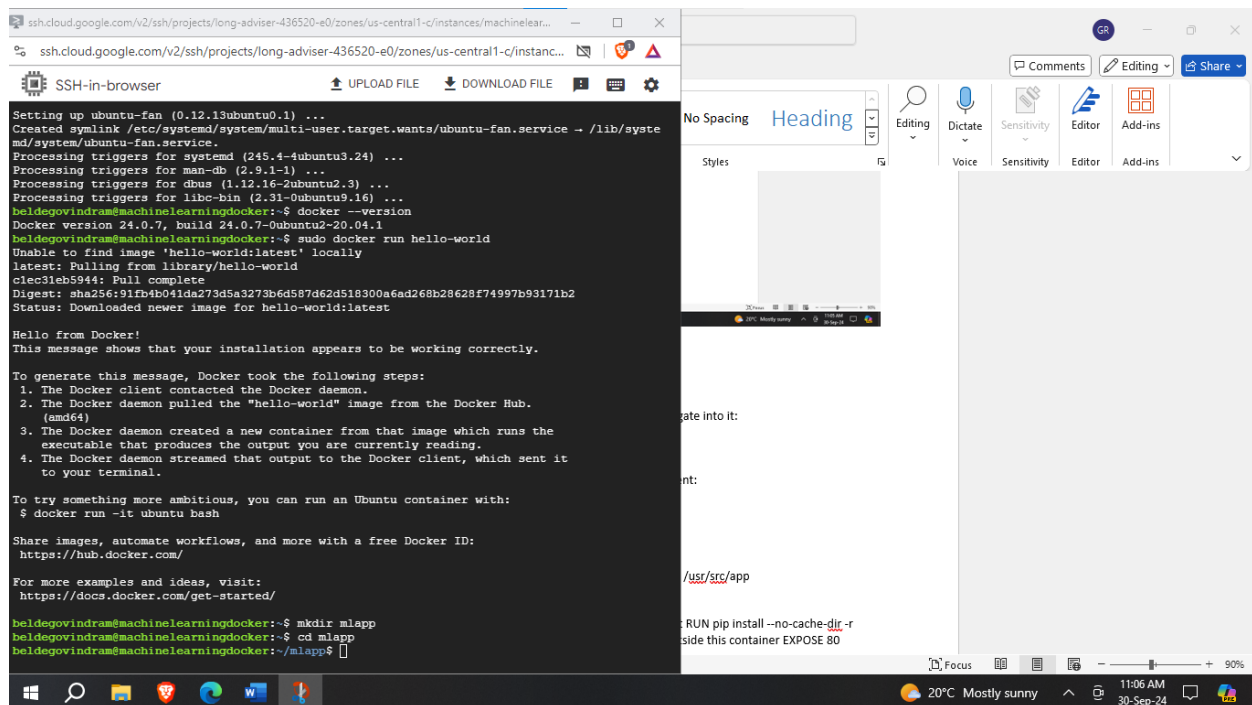 ssh.cloud.google.com/v2/ssh/projects/long-adviser-436520-e0/zones/us-central1-c/instances/machinelear...
ssh.cloud.google.com/v2/ssh/projects/long-adviser-436520-e0/zones/us-central1-c/instanc...
SSH-in-browser
UPLOAD FILE
DOWNLOAD FILE
Setting up ubuntu-fan (0.12.13ubuntu0.1) ...
Created symlink /etc/systemd/system/multi-user.target.wants/ubuntu-fan.service → /lib/syste
md/system/ubuntu-fan.service.
Processing triggers for systemd (245.4-4ubuntu3.24) ...
Processing triggers for man-db (2.9.1-1) ...
Processing triggers for dbus (1.12.16-2ubuntu2.3) ...
Processing triggers for libc-bin (2.31-0ubuntu9.16) ...
beldegovindram@machinelearningdocker:~$ docker --version
Docker version 24.0.7, build 24.0.7-0ubuntu2~20.04.1
beldegovindram@machinelearningdocker:~$ sudo docker run hello-world
Unable to find image 'hello-world:latest' locally
latest: Pulling from library/hello-world
c1ec31eb5944: Pull complete
Digest: sha256:91fb4b041da273d5a3273b6d587d62d518300a6ad268b28628f74997b93171b2
Status: Downloaded newer image for hello-world:latest
Hello from Docker!
This message shows that your installation appears to be working correctly.
To generate this message, Docker took the following steps:
1. The Docker client contacted the Docker daemon.
2. The Docker daemon pulled the "hello-world" image from the Docker Hub.
(amd64)
3. The Docker daemon created a new container from that image which runs the
executable that produces the output you are currently reading.
4. The Docker daemon streamed that output to the Docker client, which sent it
to your terminal.
To try something more ambitious, you can run an Ubuntu container with:
$ docker run -it ubuntu bash
Share images, automate workflows, and more with a free Docker ID:
https://hub.docker.com/
For more examples and ideas, visit:
https://docs.docker.com/get-started/
beldegovindram@machinelearningdocker:~$ mkdir mlapp
beldegovindram@machinelearningdocker:~$ cd mlapp
beldegovindram@machinelearningdocker:~/mlapp$
GR
Comments
Editing
Share
No Spacing
Heading
Styles
Editing
Dictate
Sensitivity
Editor
Add-ins
Voice
Sensitivity
Editor
Add-ins
Focus
20°C Mostly sunny
11:05 AM
30-Sep-24
gate into it:
ent:
/usr/src/app
RUN pip install --no-cache-dir -r
tside this container EXPOSE 80
Focus
90%
20°C Mostly sunny
11:06 AM
30-Sep-24